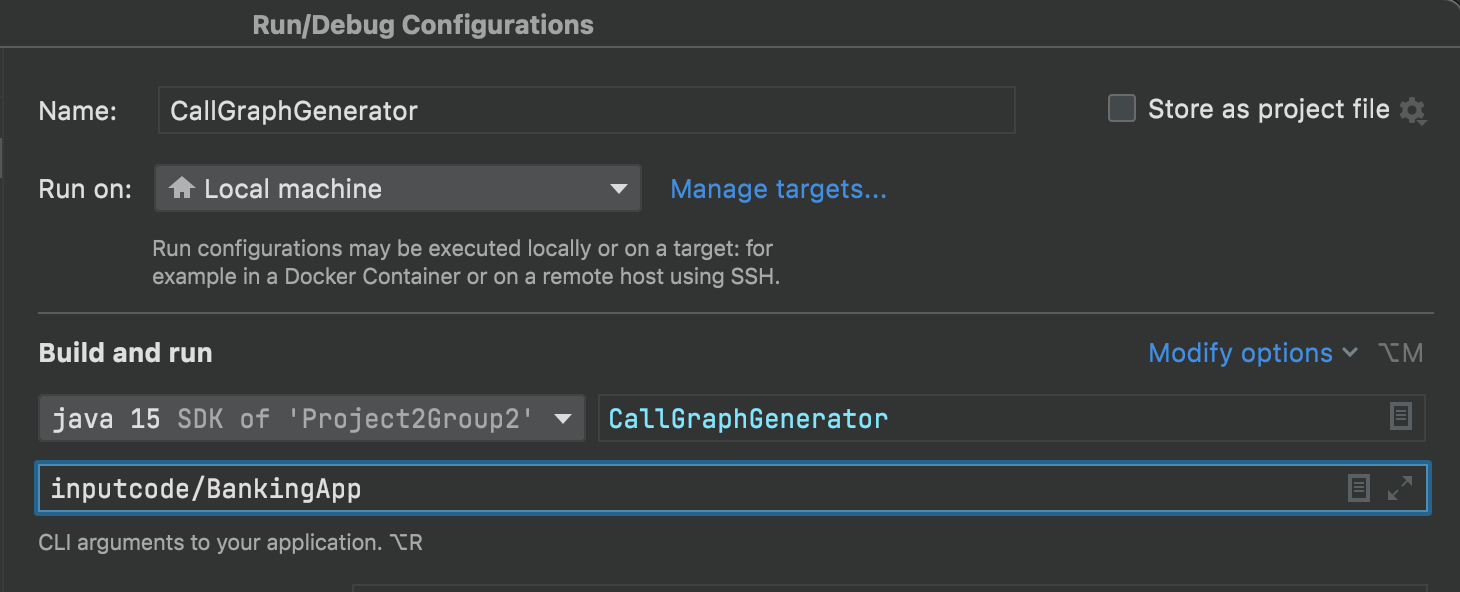 Run/Debug Configurations
Name: CallGraphGenerator Store as project file
Run on: Local machine Manage targets...
Run configurations may be executed locally or on a target: for
example in a Docker Container or on a remote host using SSH.
Build and run Modify options ⌥M
java 15 SDK of 'Project2Group2' CallGraphGenerator
inputcode/BankingApp
CLI arguments to your application. ⌥R